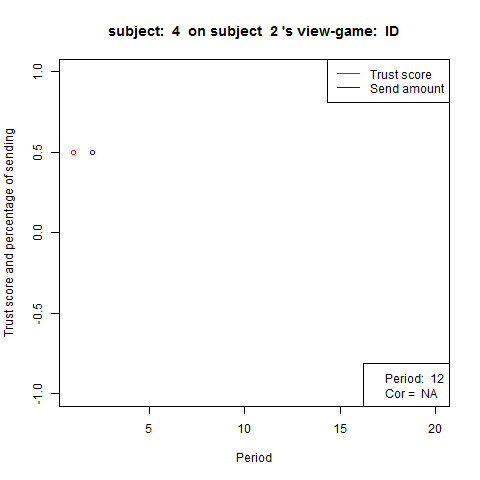 subject: 4 on subject 2 's view-game: ID
Trust score
Send amount
Trust score and percentage of sending
1.0
0.5
0.0
-0.5
-1.0
Period: 12
Cor = NA
5 10 15 20
Period